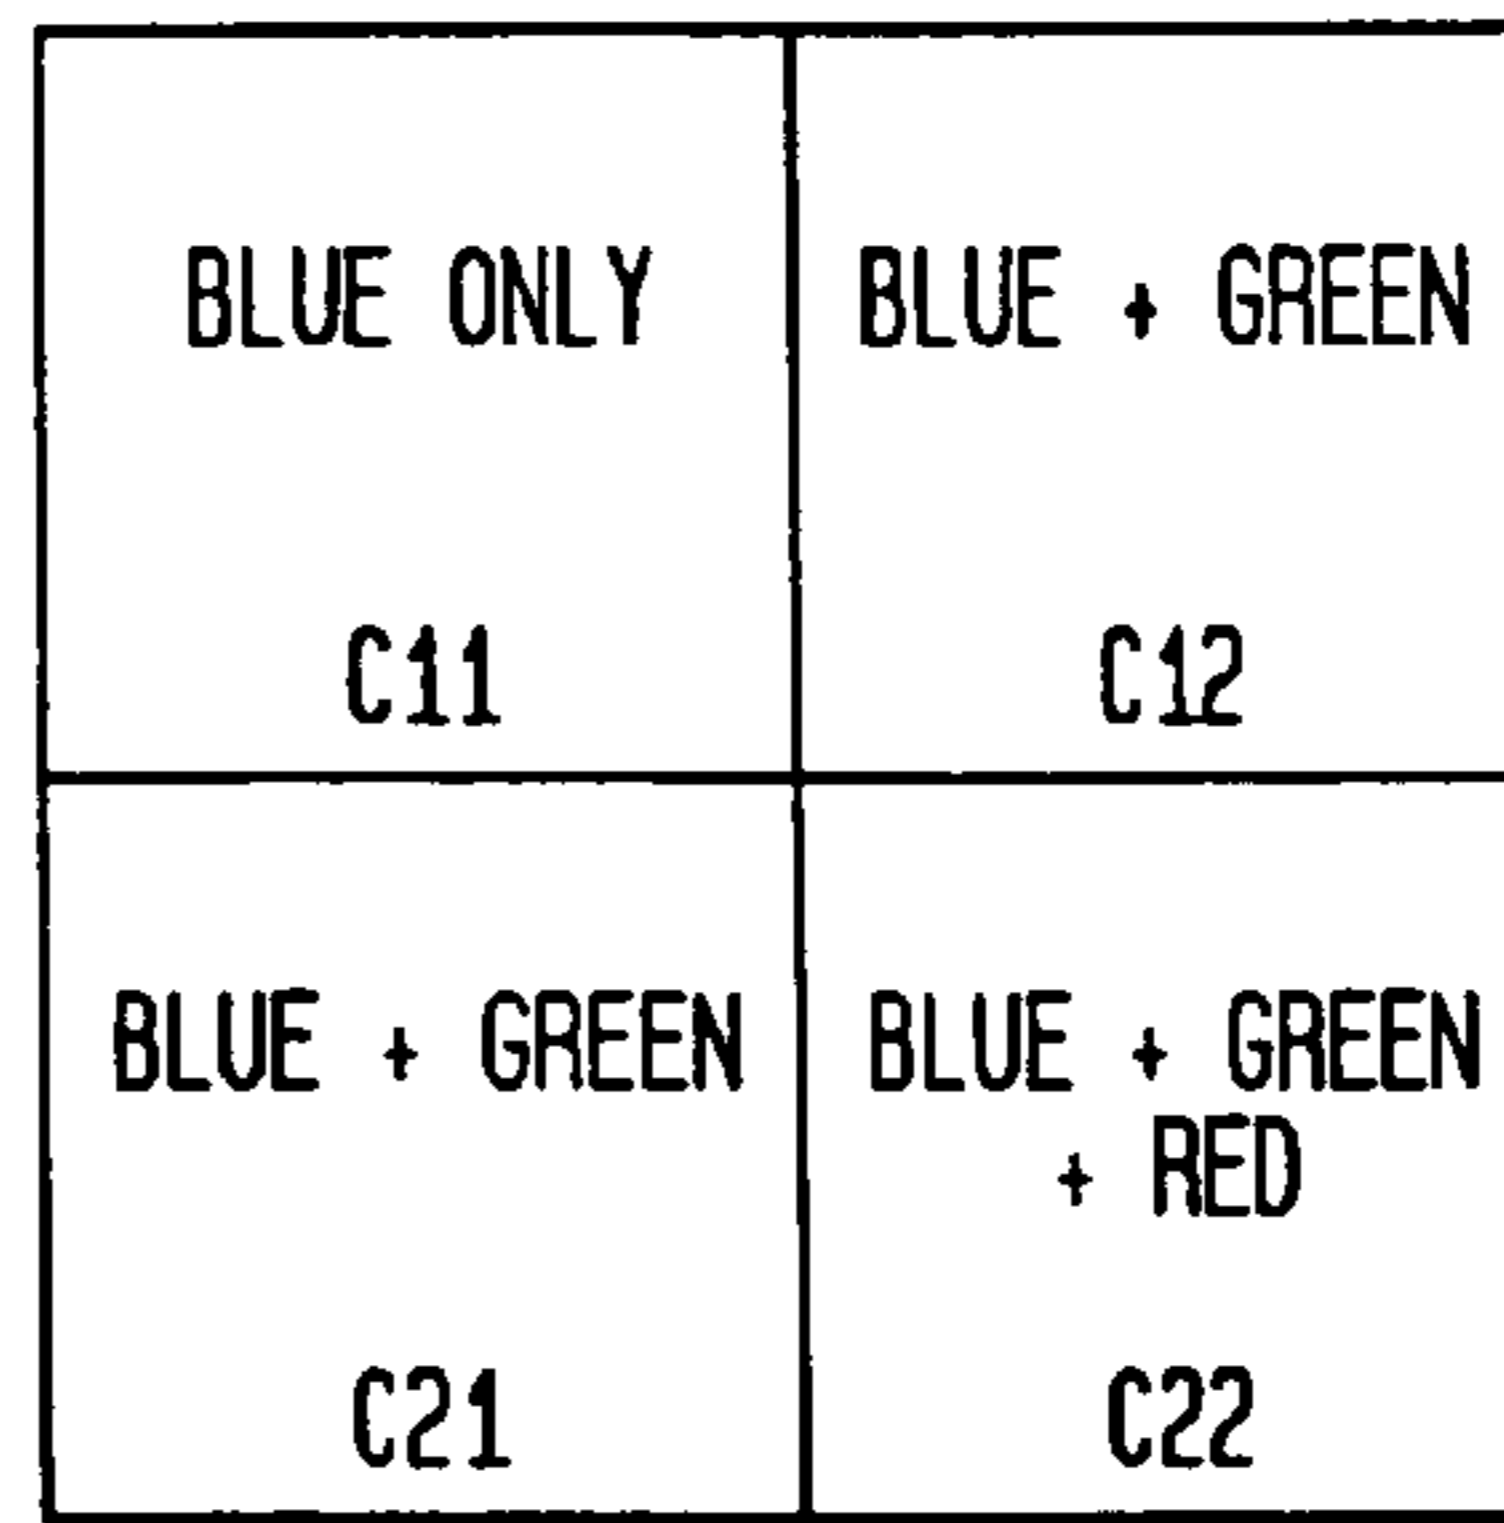 BLUE ONLY
C11
BLUE + GREEN
C12
BLUE + GREEN
C21
BLUE + GREEN
+ RED
C22